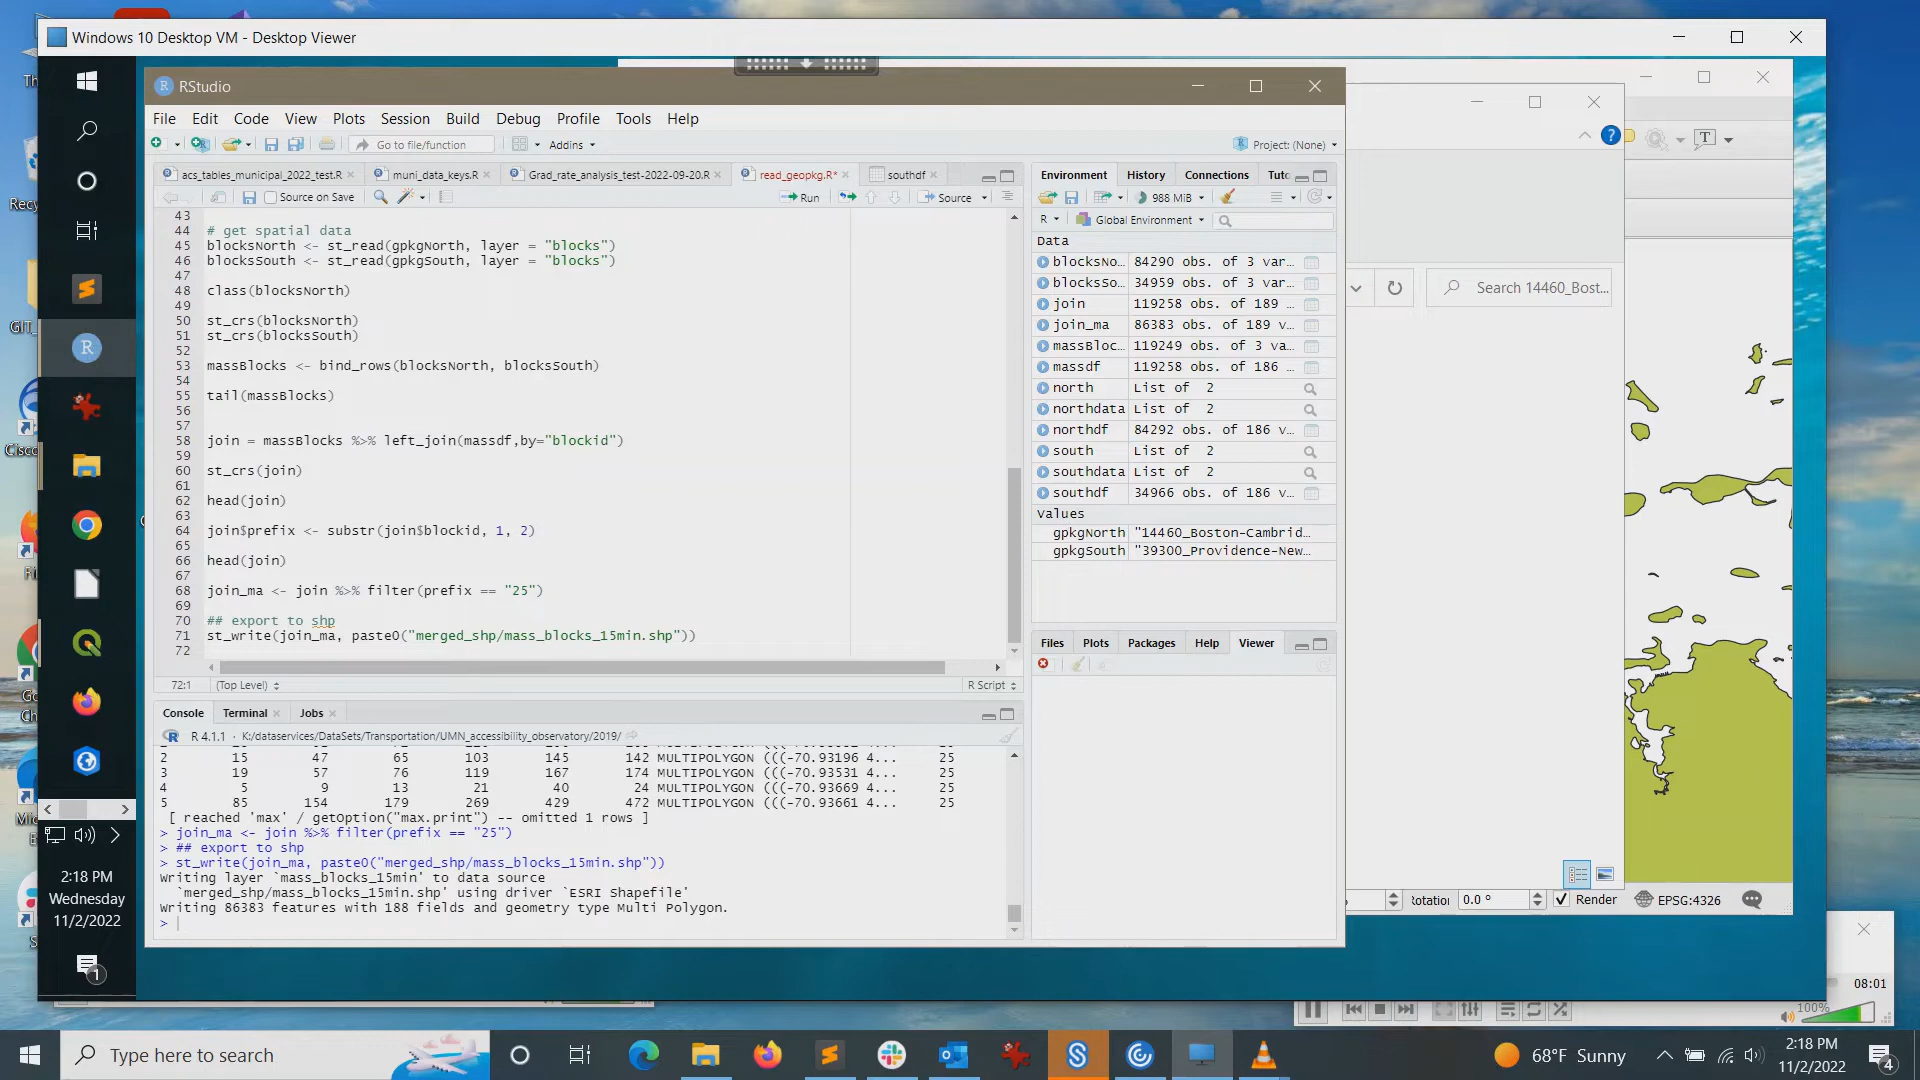 Windows 10 Desktop VM - Desktop Viewer
RStudio
File Edit Code View Plots Session Build Debug Profile Tools Help
Go to file/function
Addins
Project: (None)
acs_tables_municipal_2022_test.R
muni_data_keys.R
Grad_rate_analysis_test-2022-09-20.R
read_geopkg.R*
southdf
Source on Save
Run
Source
43
44 # get spatial data
45 blocksNorth <- st_read(gpkgNorth, layer = "blocks")
46 blocksSouth <- st_read(gpkgSouth, layer = "blocks")
47
48 class(blocksNorth)
49
50 st_crs(blocksNorth)
51 st_crs(blocksSouth)
52
53 massBlocks <- bind_rows(blocksNorth, blocksSouth)
54
55 tail(massBlocks)
56
57
58 join = massBlocks %>% left_join(massdf,by="blockid")
59
60 st_crs(join)
61
62 head(join)
63
64 join$prefix <- substr(join$blockid, 1, 2)
65
66 head(join)
67
68 join_ma <- join %>% filter(prefix == "25")
69
70 ## export to shp
71 st_write(join_ma, paste0("merged_shp/mass_blocks_15min.shp"))
72
72:1 (Top Level) R Script
Console Terminal Jobs
R 4.1.1 · K:/dataservices/DataSets/Transportation/UMN_accessibility_observatory/2019/
2 15 47 65 103 145 142 MULTIPOLYGON (((-70.93196 4... 25
3 19 57 76 119 167 174 MULTIPOLYGON (((-70.93531 4... 25
4 5 9 13 21 40 24 MULTIPOLYGON (((-70.93669 4... 25
5 85 154 179 269 429 472 MULTIPOLYGON (((-70.93661 4... 25
[ reached 'max' / getOption("max.print") -- omitted 1 rows ]
> join_ma <- join %>% filter(prefix == "25")
> ## export to shp
> st_write(join_ma, paste0("merged_shp/mass_blocks_15min.shp"))
Writing layer `mass_blocks_15min' to data source
`merged_shp/mass_blocks_15min.shp' using driver `ESRI Shapefile'
Writing 86383 features with 188 fields and geometry type Multi Polygon.
>
Environment History Connections Tuto
988 MiB
R Global Environment
Data
blocksNo… 84290 obs. of 3 var…
blocksSo… 34959 obs. of 3 var…
join 119258 obs. of 189 …
join_ma 86383 obs. of 189 v…
massBloc… 119249 obs. of 3 va…
massdf 119258 obs. of 186 …
north List of 2
northdata List of 2
northdf 84292 obs. of 186 v…
south List of 2
southdata List of 2
southdf 34966 obs. of 186 v…
Values
gpkgNorth "14460_Boston-Cambrid…
gpkgSouth "39300_Providence-New…
Files Plots Packages Help Viewer
Search 14460_Bost...
Rotation 0.0 ° Render EPSG:4326
2:18 PM
Wednesday
11/2/2022
1
08:01
100%
Type here to search
68°F Sunny
2:18 PM
11/2/2022
4